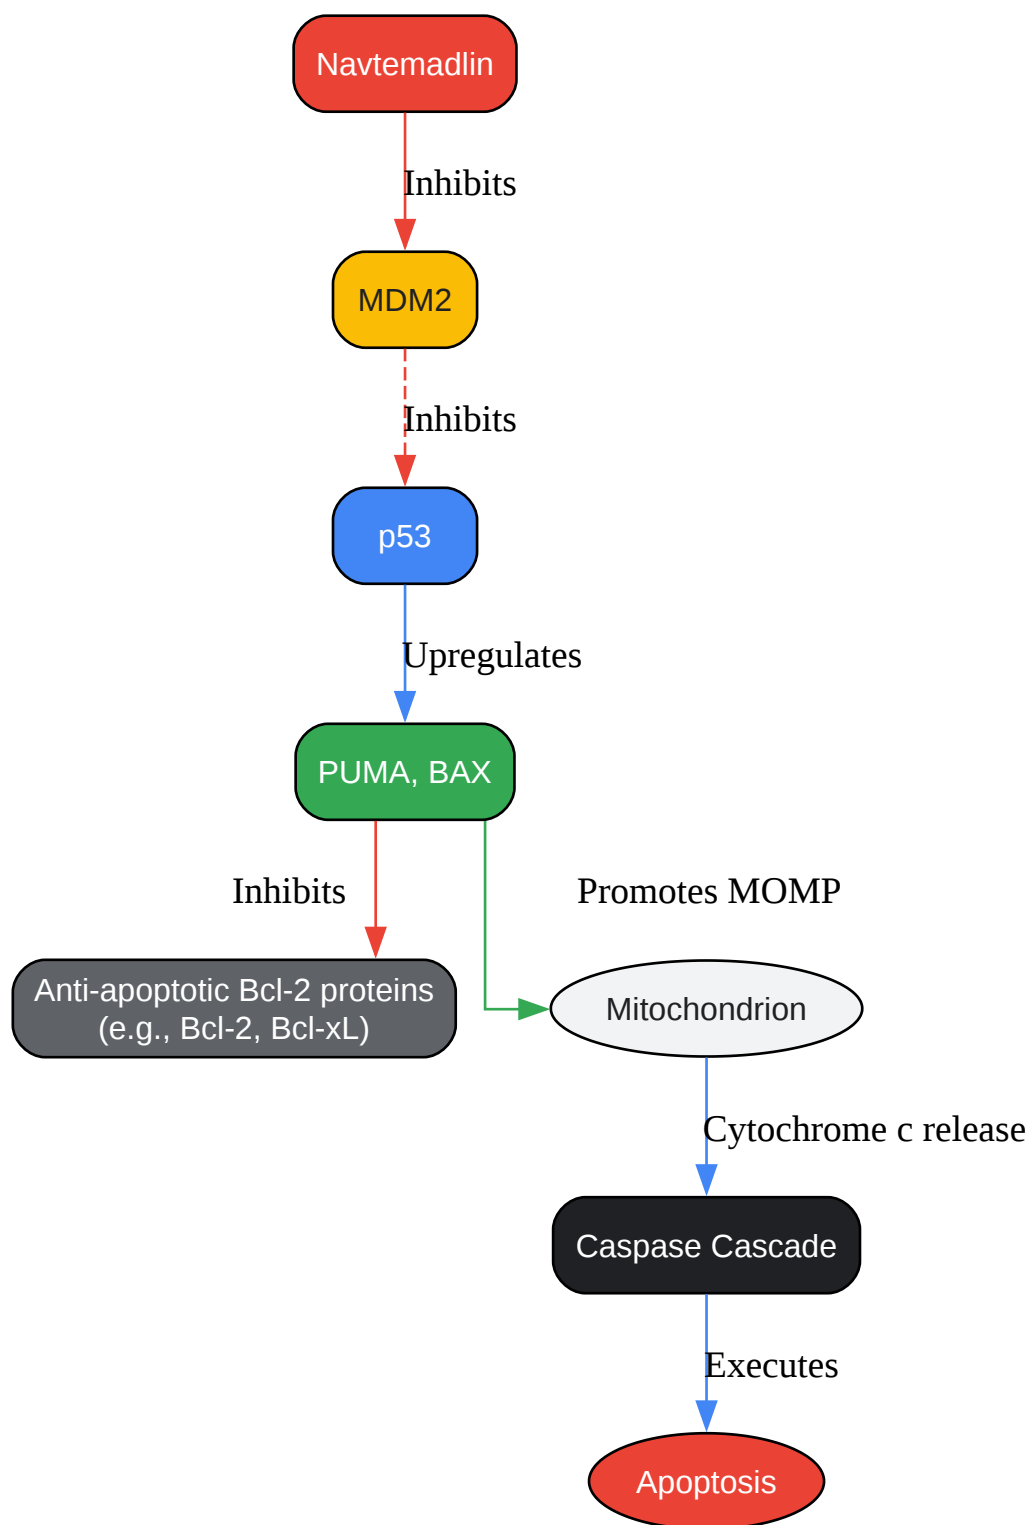 Navtemadlin
Inhibits
MDM2
Inhibits
p53
Upregulates
PUMA, BAX
Inhibits
Promotes MOMP
Anti-apoptotic Bcl-2 proteins
(e.g., Bcl-2, Bcl-xL)
Mitochondrion
Cytochrome c release
Caspase Cascade
Executes
Apoptosis